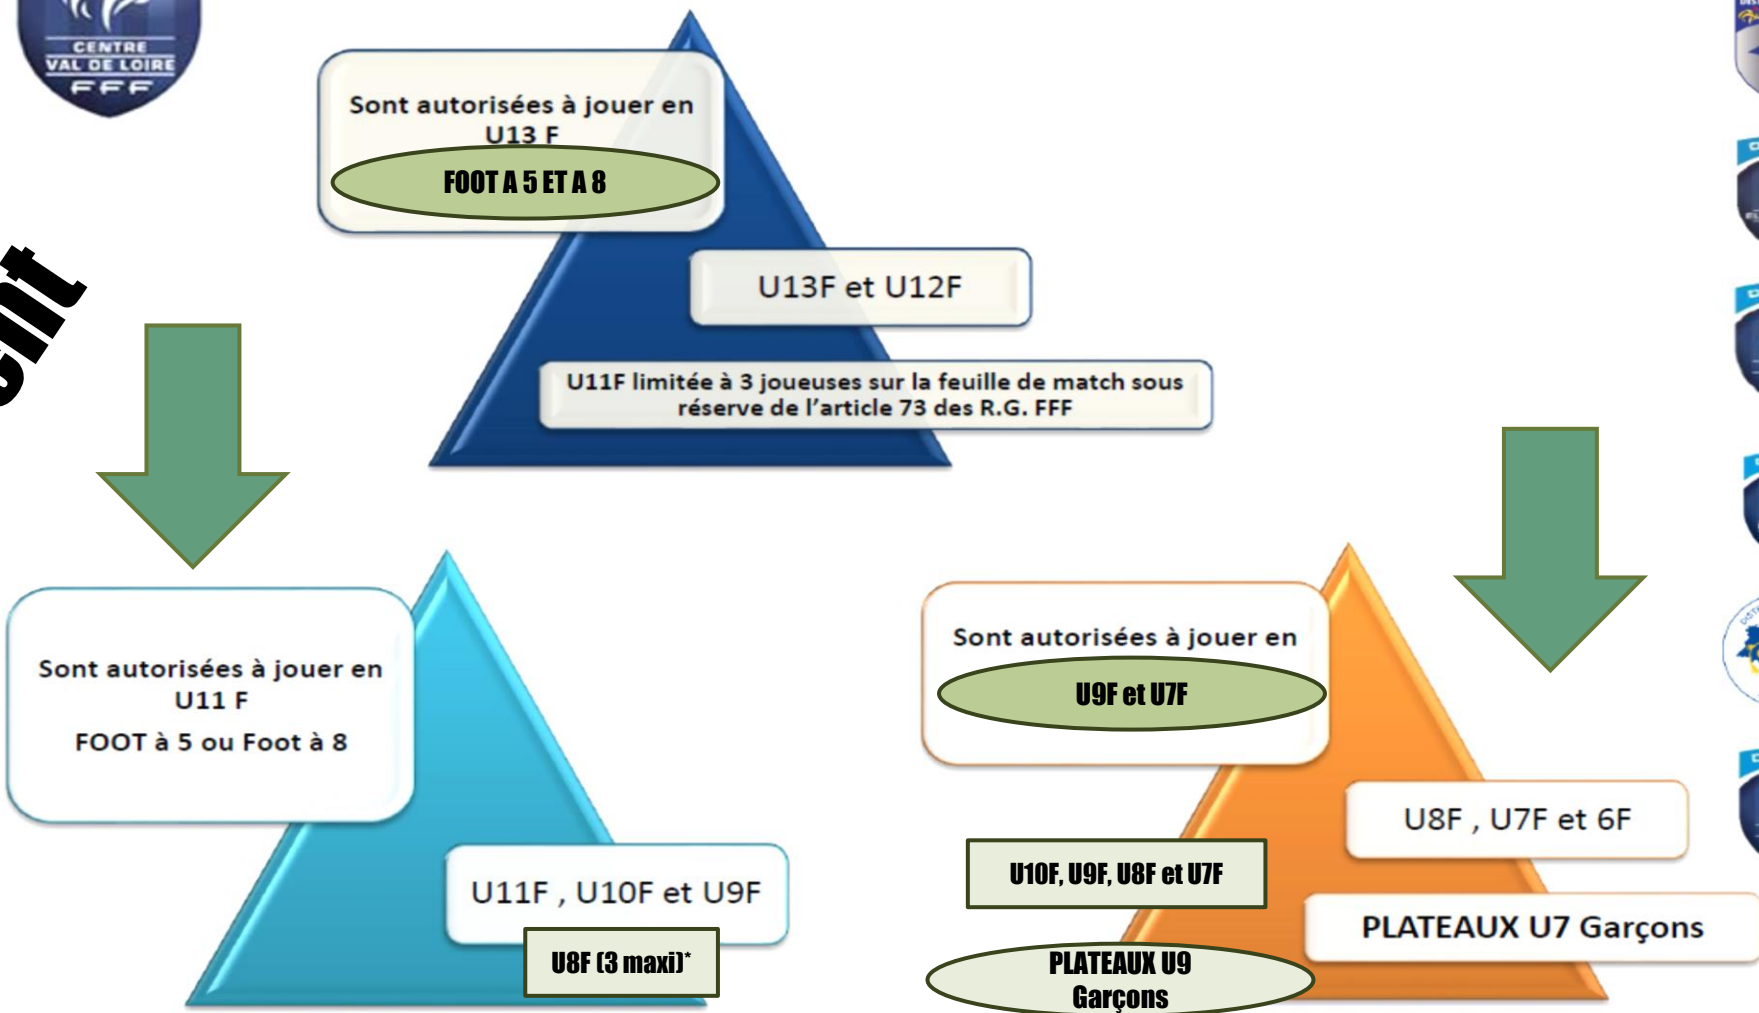 CENTRE
VAL DE LOIRE
FFF
Sont autorisées à jouer en
U13 F
FOOT A 5 ET A 8
U13F et U12F
U11F limitée à 3 joueuses sur la feuille de match sous
réserve de l'article 73 des R.G. FFF
Sont autorisées à jouer en
U11 F
FOOT à 5 ou Foot à 8
U11F , U10F et U9F
U8F (3 maxi)*
Sont autorisées à jouer en
U9F et U7F
U8F , U7F et 6F
U10F, U9F, U8F et U7F
PLATEAUX U7 Garçons
PLATEAUX U9
Garçons